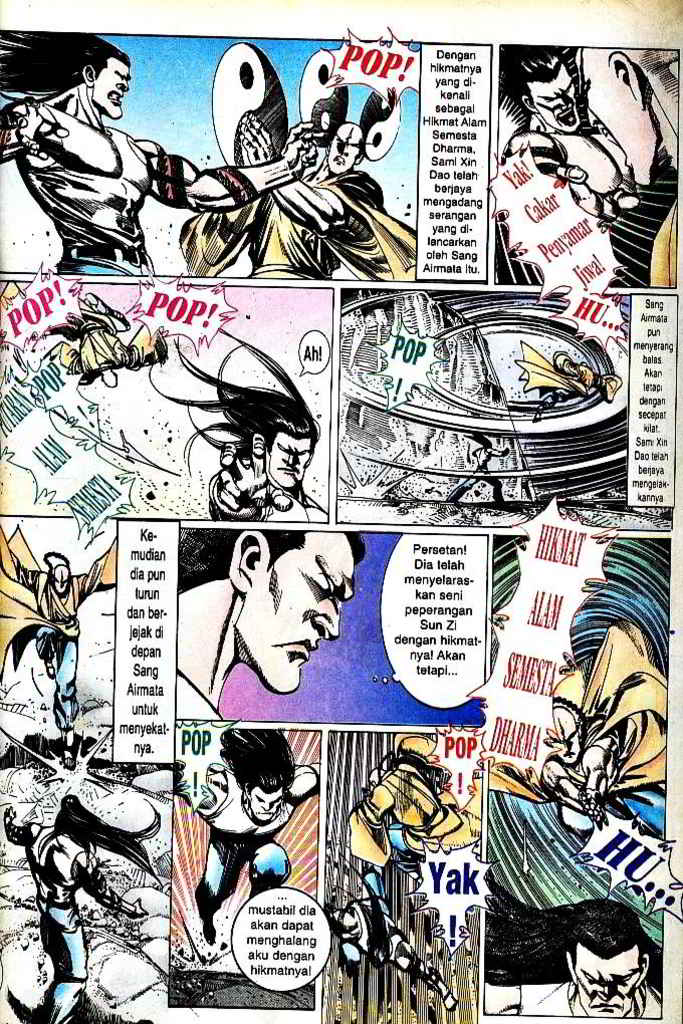 POP!
Dengan
hikmatnya
yang di-
kenali
sebagai
Hikmat Alam
Semesta
Dharma,
Sami Xin
Dao telah
berjaya
mengadang
serangan
yang di-
lancarkan
oleh Sang
Airmata itu.
Yak!
Cakar
Penyamar
Jiwa!
HU...
POP!
POP!
POP
ALAM
SEMESTA
Ah!
POP
!
Sang
Airmata
pun
menyerang
balas.
Akan
tetapi
dengan
secepat
kilat.
Sami Xin
Dao telah
berjaya
mengelak-
kannya
Ke-
mudian
dia pun
turun
dan ber-
jejak di
depan
Sang
Airmata
untuk
menyekat-
nya.
Persetan!
Dia telah
menyelaras-
kan seni
peperangan
Sun Zi
dengan hikmat-
nya! Akan
tetapi...
HIKMAT
ALAM
SEMESTA
DHARMA
HU...
POP
!
...
mustahil dia
akan dapat
menghalang
aku dengan
hikmatnya!
POP
!
Yak
!